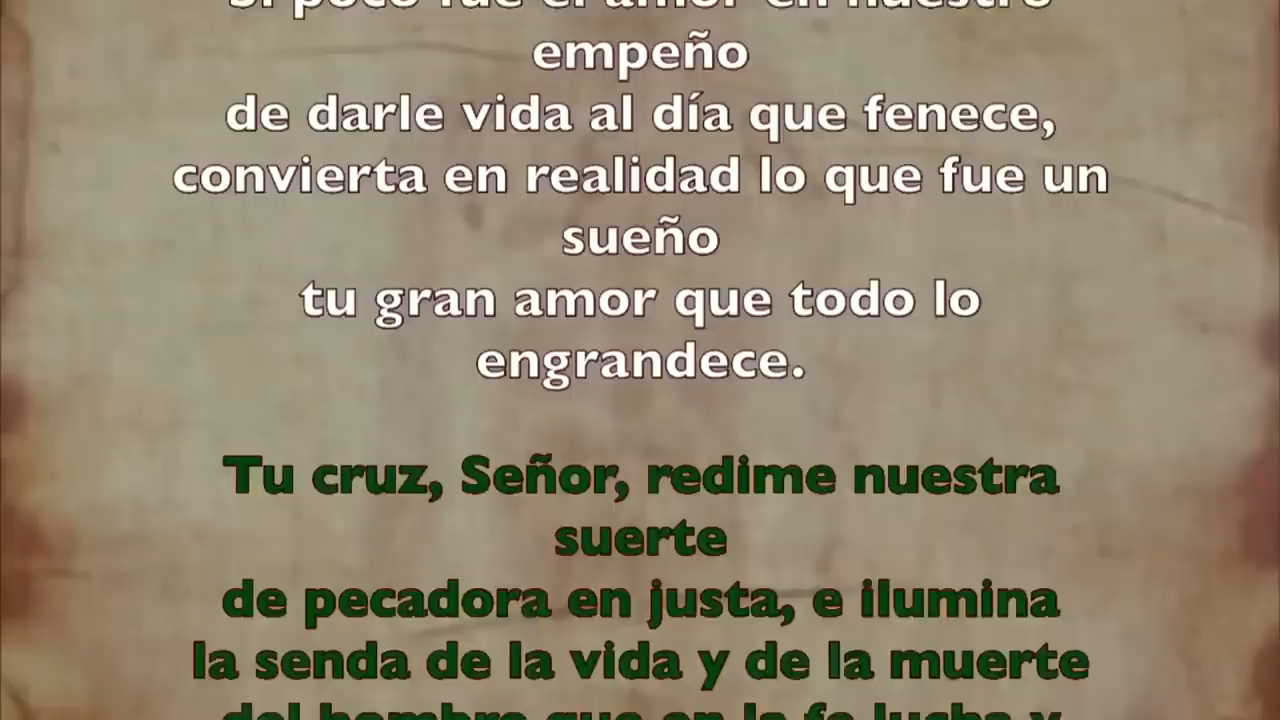 Si poco fue el amor en nuestro
empeño
de darle vida al día que fenece,
convierta en realidad lo que fue un
sueño
tu gran amor que todo lo
engrandece.
Tu cruz, Señor, redime nuestra
suerte
de pecadora en justa, e ilumina
la senda de la vida y de la muerte
del hombre que en la fe lucha y